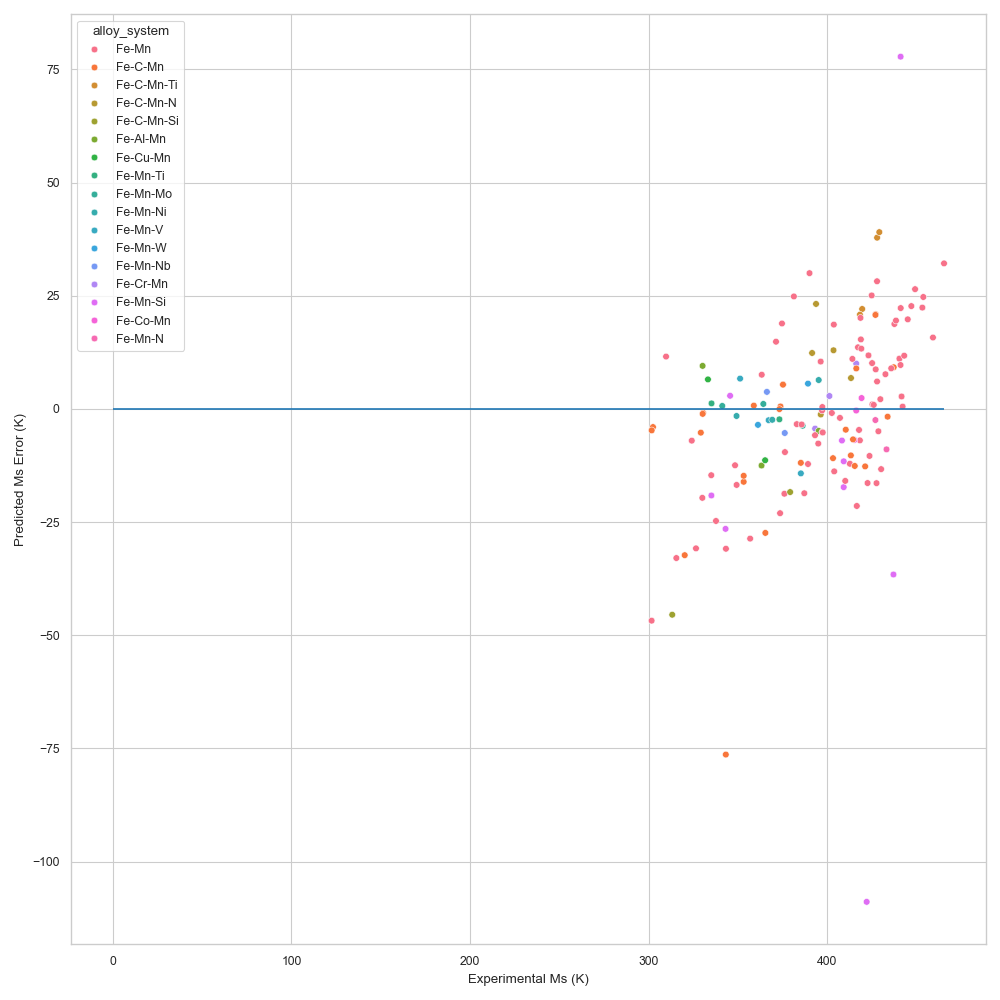 alloy_system
Fe-Mn
Fe-C-Mn
Fe-C-Mn-Ti
Fe-C-Mn-N
Fe-C-Mn-Si
Fe-Al-Mn
Fe-Cu-Mn
Fe-Mn-Ti
Fe-Mn-Mo
Fe-Mn-Ni
Fe-Mn-V
Fe-Mn-W
Fe-Mn-Nb
Fe-Cr-Mn
Fe-Mn-Si
Fe-Co-Mn
Fe-Mn-N
75
50
25
0
−25
−50
−75
−100
Predicted Ms Error (K)
0 100 200 300 400
Experimental Ms (K)